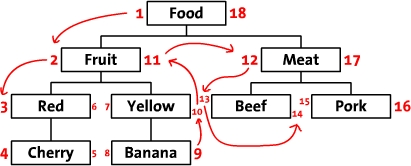 1 Food 18
2 Fruit 11 12 Meat 17
3 Red 6 7 Yellow 10 13 Beef 14 15 Pork 16
4 Cherry 5 8 Banana 9